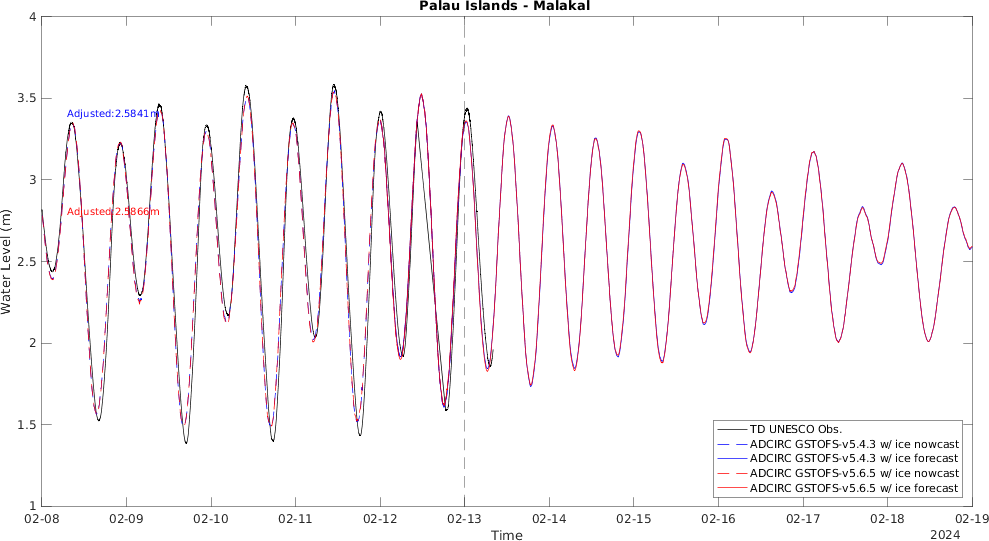 Palau Islands - Malakal
4
3.5
3
2.5
2
1.5
1
Water Level (m)
Adjusted:2.5841m
Adjusted:2.5866m
TD UNESCO Obs.
ADCIRC GSTOFS-v5.4.3 w/ ice nowcast
ADCIRC GSTOFS-v5.4.3 w/ ice forecast
ADCIRC GSTOFS-v5.6.5 w/ ice nowcast
ADCIRC GSTOFS-v5.6.5 w/ ice forecast
02-08 02-09 02-10 02-11 02-12 02-13 02-14 02-15 02-16 02-17 02-18 02-19
Time
2024